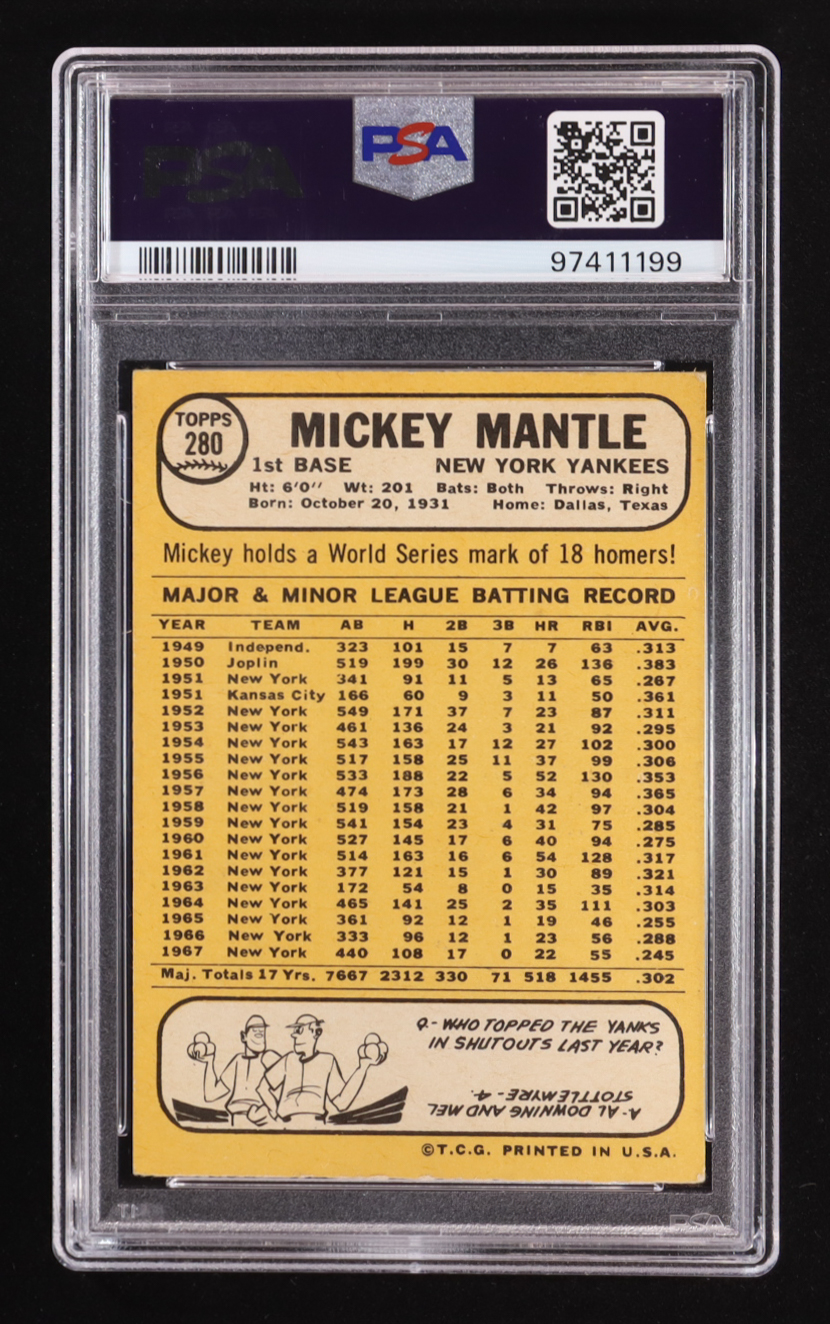 PSA
PSA
97411199
TOPPS
280
MICKEY MANTLE
1st BASE NEW YORK YANKEES
Ht: 6'0" Wt: 201 Bats: Both Throws: Right
Born: October 20, 1931 Home: Dallas, Texas
Mickey holds a World Series mark of 18 homers!
MAJOR & MINOR LEAGUE BATTING RECORD
YEAR TEAM AB H 2B 3B HR RBI AVG.
1949 Independ. 323 101 15 7 7 63 .313
1950 Joplin 519 199 30 12 26 136 .383
1951 New York 341 91 11 5 13 65 .267
1951 Kansas City 166 60 9 3 11 50 .361
1952 New York 549 171 37 7 23 87 .311
1953 New York 461 136 24 3 21 92 .295
1954 New York 543 163 17 12 27 102 .300
1955 New York 517 158 25 11 37 99 .306
1956 New York 533 188 22 5 52 130 .353
1957 New York 474 173 28 6 34 94 .365
1958 New York 519 158 21 1 42 97 .304
1959 New York 541 154 23 4 31 75 .285
1960 New York 527 145 17 6 40 94 .275
1961 New York 514 163 16 6 54 128 .317
1962 New York 377 121 15 1 30 89 .321
1963 New York 172 54 8 0 15 35 .314
1964 New York 465 141 25 2 35 111 .303
1965 New York 361 92 12 1 19 46 .255
1966 New York 333 96 12 1 23 56 .288
1967 New York 440 108 17 0 22 55 .245
Maj. Totals 17 Yrs. 7667 2312 330 71 518 1455 .302
Q.- WHO TOPPED THE YANKS
IN SHUTOUTS LAST YEAR?
A- AL DOWNING AND MEL
STOTTLEMYRE - 4.
©T.C.G. PRINTED IN U.S.A.
PSA